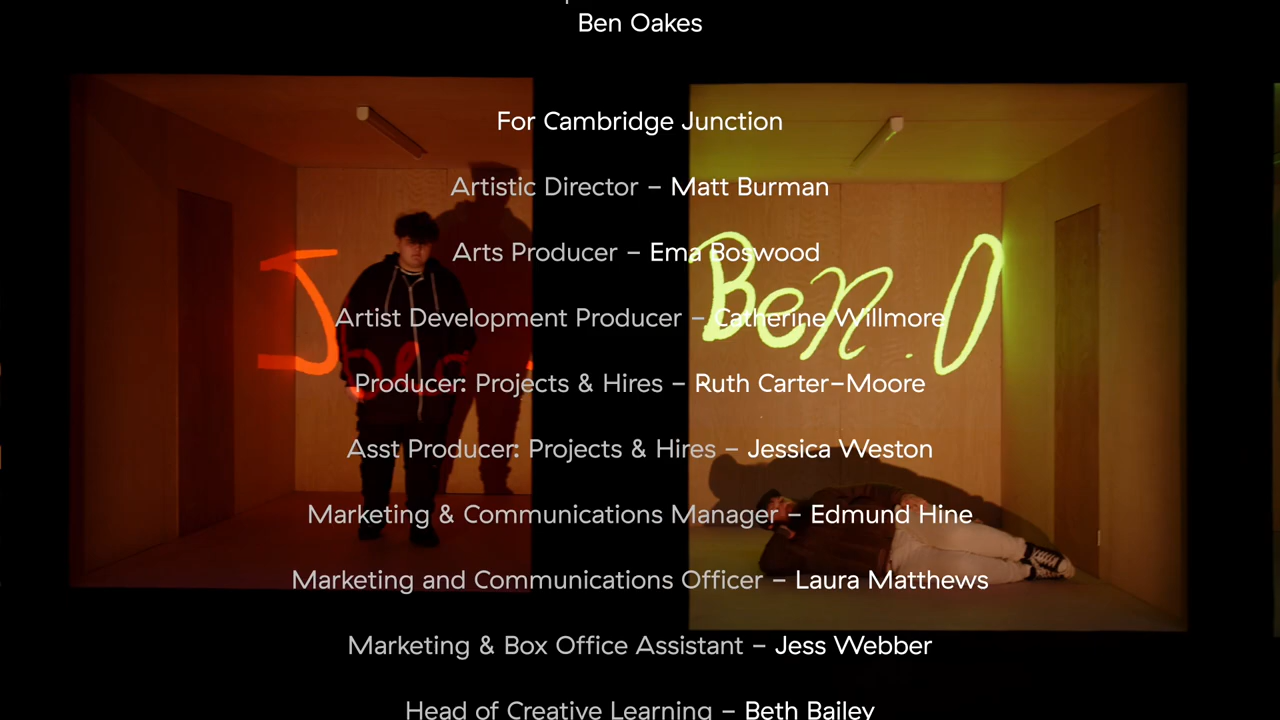 Ben Oakes
For Cambridge Junction
Artistic Director – Matt Burman
Arts Producer – Ema Boswood
Artist Development Producer – Catherine Willmore
Producer: Projects & Hires – Ruth Carter–Moore
Asst Producer: Projects & Hires – Jessica Weston
Marketing & Communications Manager – Edmund Hine
Marketing and Communications Officer – Laura Matthews
Marketing & Box Office Assistant – Jess Webber
Head of Creative Learning – Beth Bailey
Ben.O